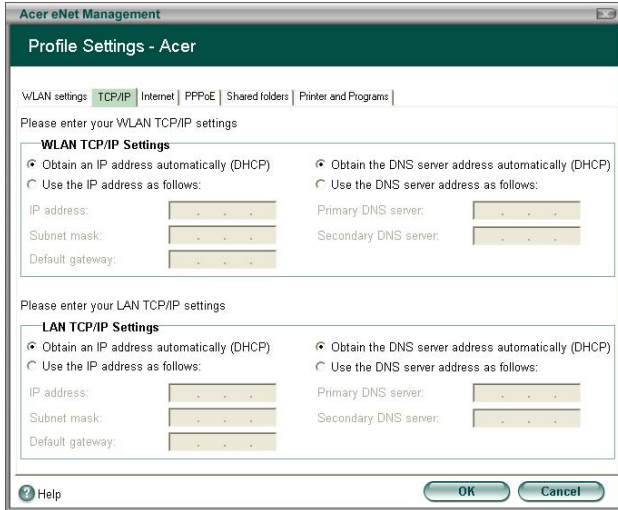 Acer eNet Management
Profile Settings - Acer
WLAN settings TCP/IP Internet PPPoE Shared folders Printer and Programs
Please enter your WLAN TCP/IP settings
WLAN TCP/IP Settings
Obtain an IP address automatically (DHCP) Obtain the DNS server address automatically (DHCP)
Use the IP address as follows: Use the DNS server address as follows:
IP address: Primary DNS server:
Subnet mask: Secondary DNS server:
Default gateway:
Please enter your LAN TCP/IP settings
LAN TCP/IP Settings
Obtain an IP address automatically (DHCP) Obtain the DNS server address automatically (DHCP)
Use the IP address as follows: Use the DNS server address as follows:
IP address: Primary DNS server:
Subnet mask: Secondary DNS server:
Default gateway:
? Help OK Cancel